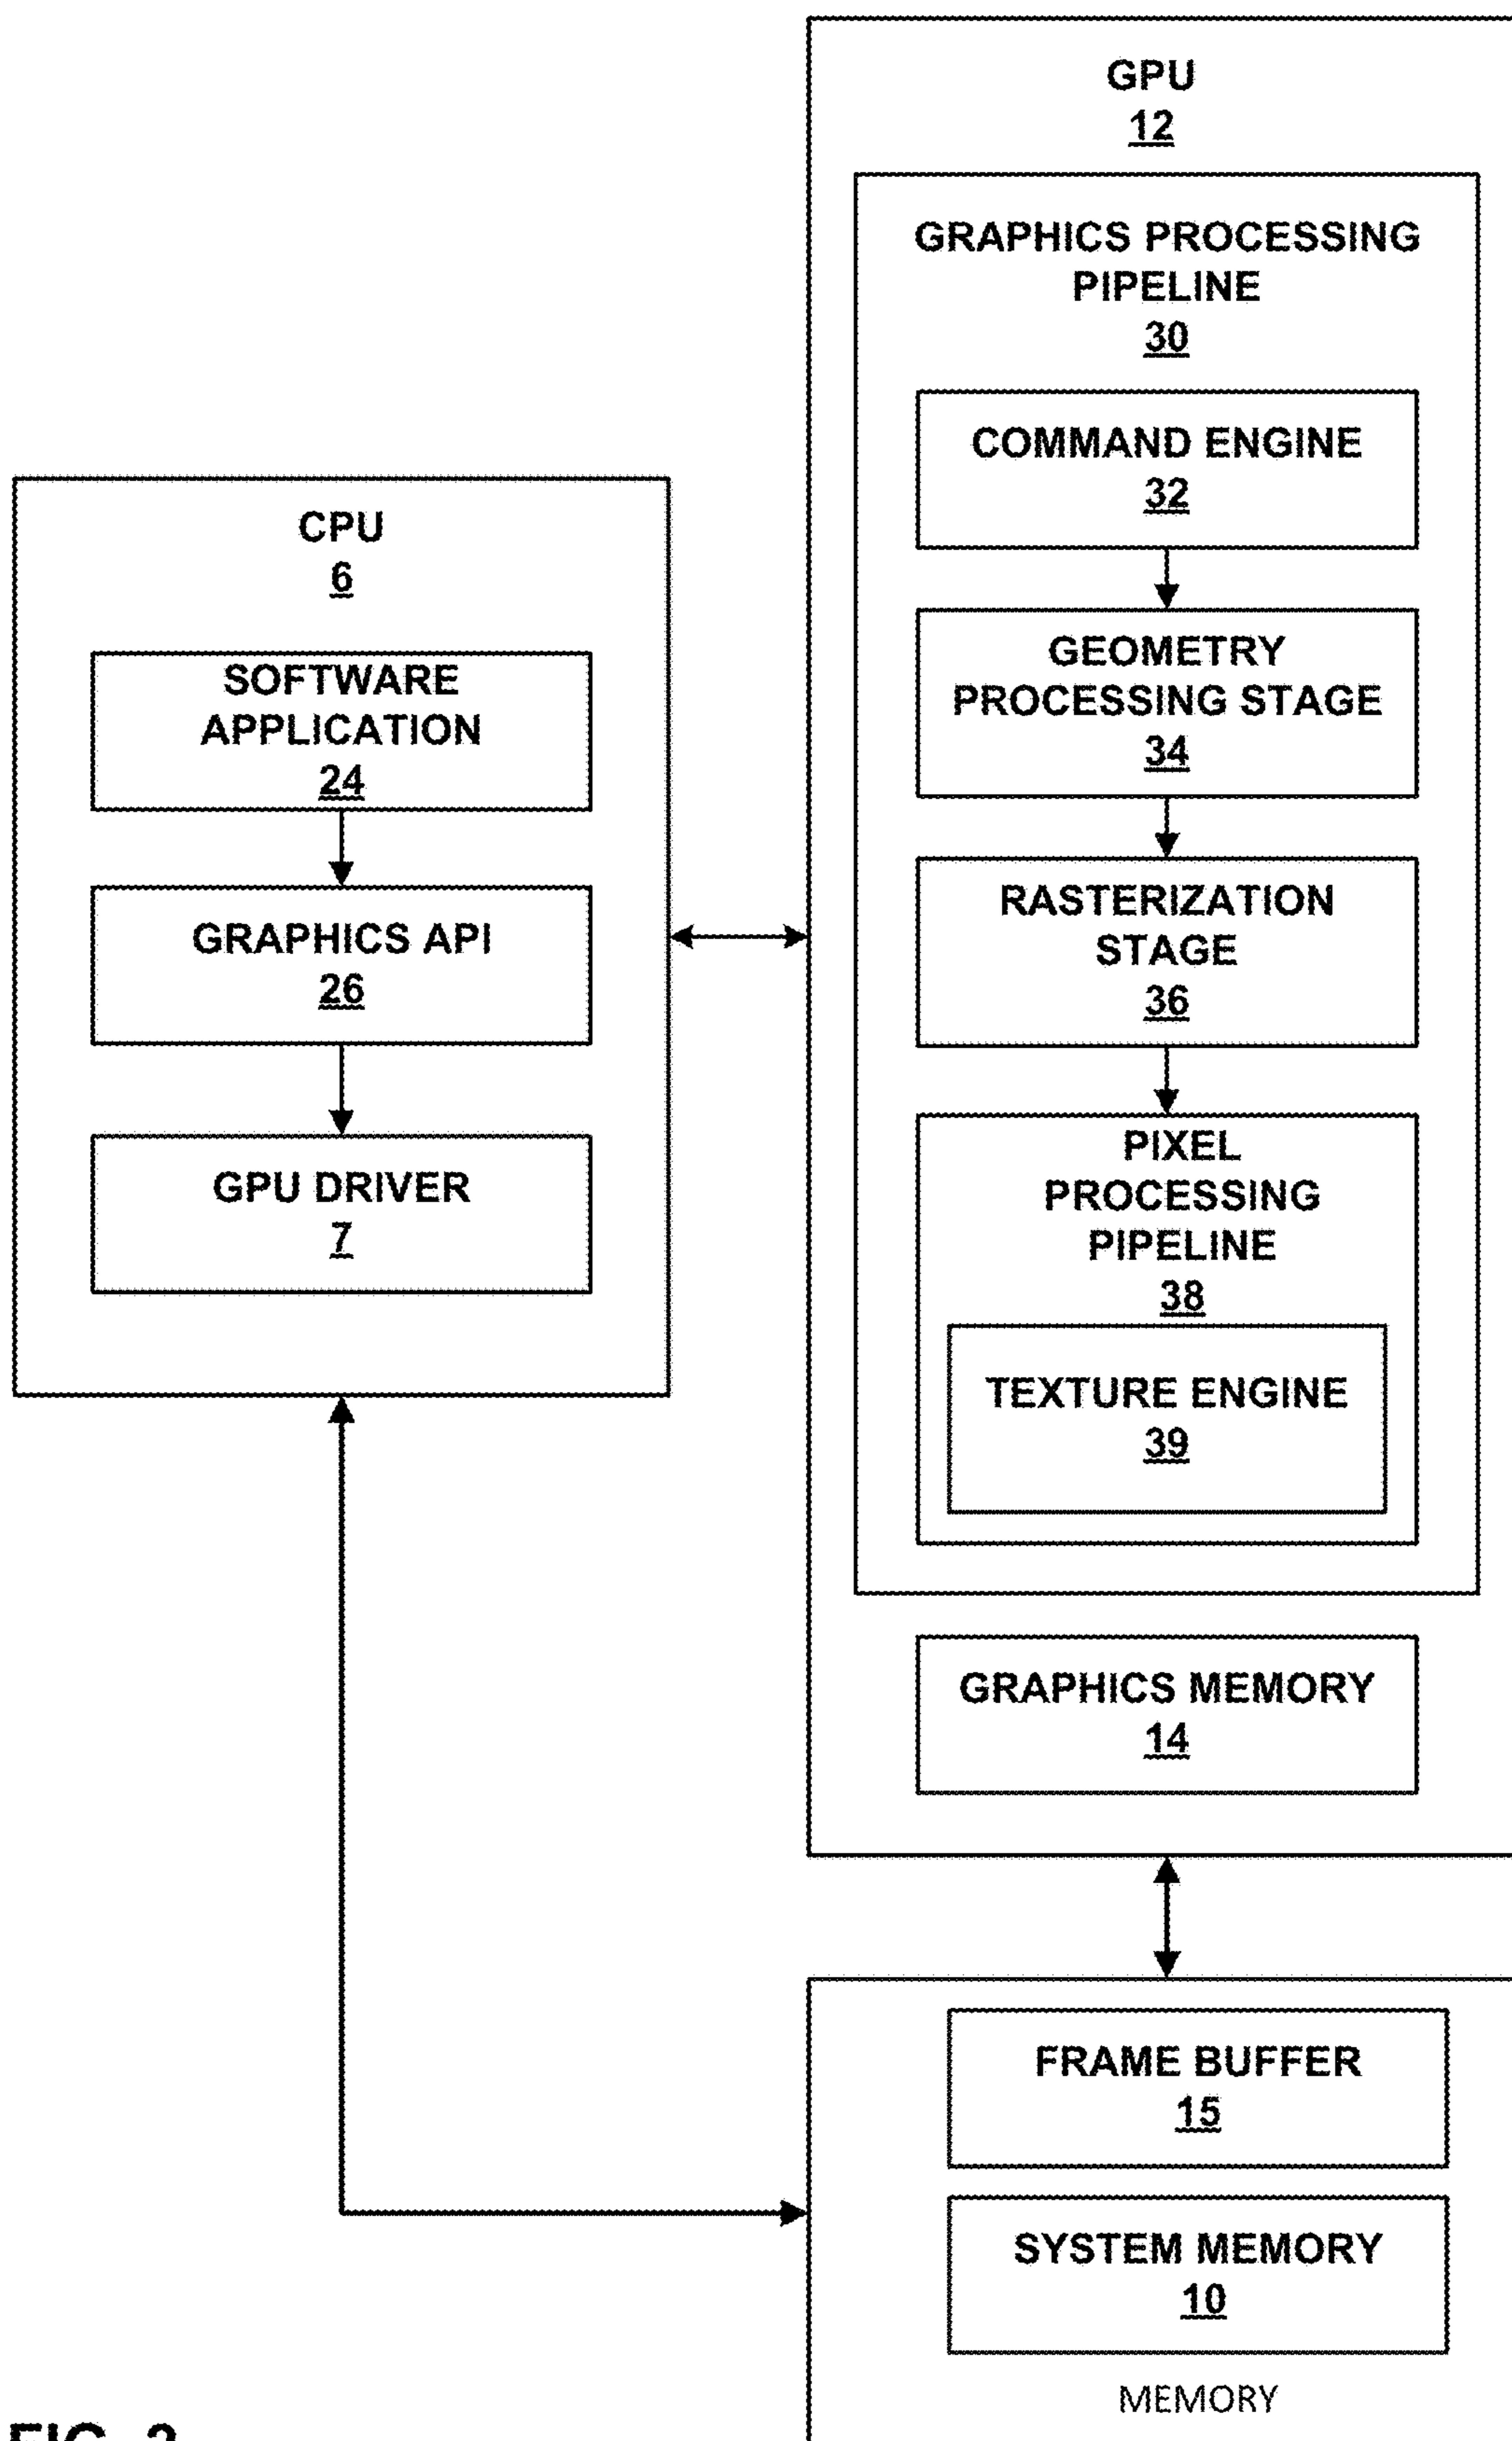 GPU
12
GRAPHICS PROCESSING
PIPELINE
30
COMMAND ENGINE
32
GEOMETRY
PROCESSING STAGE
34
RASTERIZATION
STAGE
36
PIXEL
PROCESSING
PIPELINE
38
TEXTURE ENGINE
39
GRAPHICS MEMORY
14
CPU
6
SOFTWARE
APPLICATION
24
GRAPHICS API
26
GPU DRIVER
7
FRAME BUFFER
15
SYSTEM MEMORY
10
MEMORY
FIG.